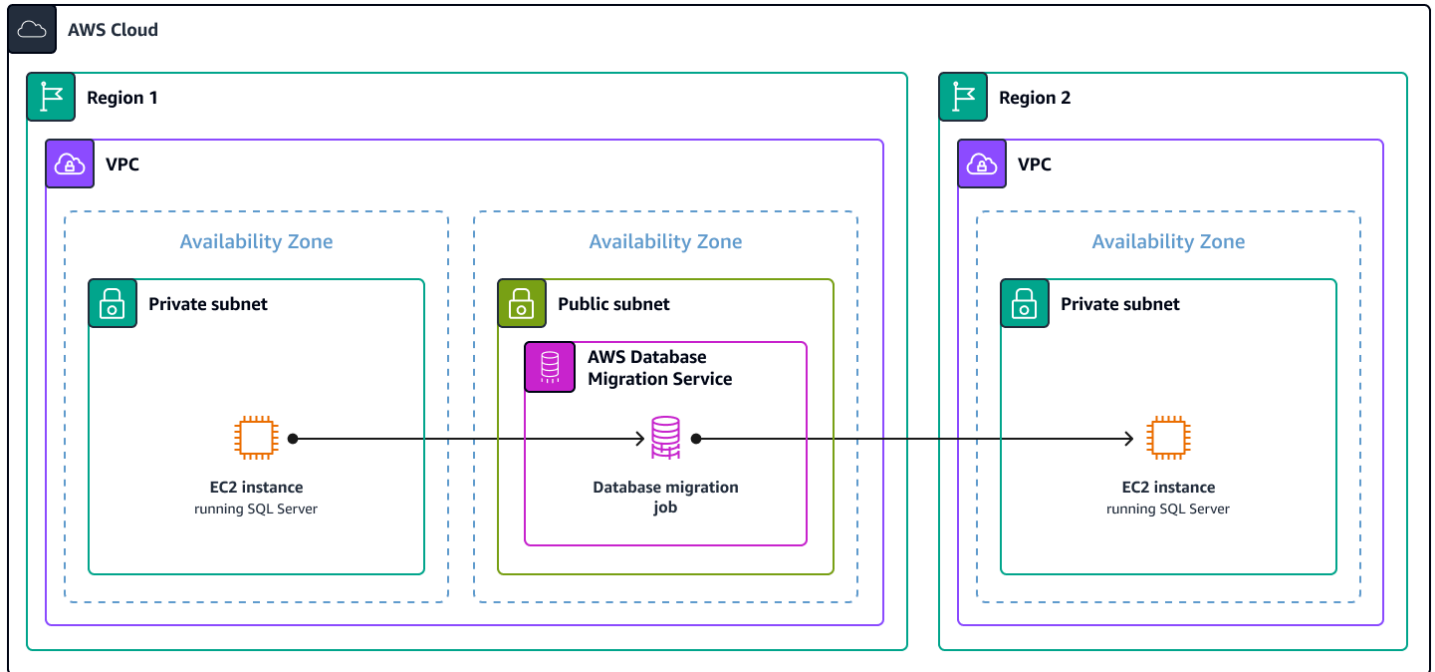 AWS Cloud
Region 1
Region 2
VPC
VPC
Availability Zone
Availability Zone
Availability Zone
Private subnet
Public subnet
Private subnet
AWS Database
Migration Service
EC2 instance
running SQL Server
Database migration
job
EC2 instance
running SQL Server